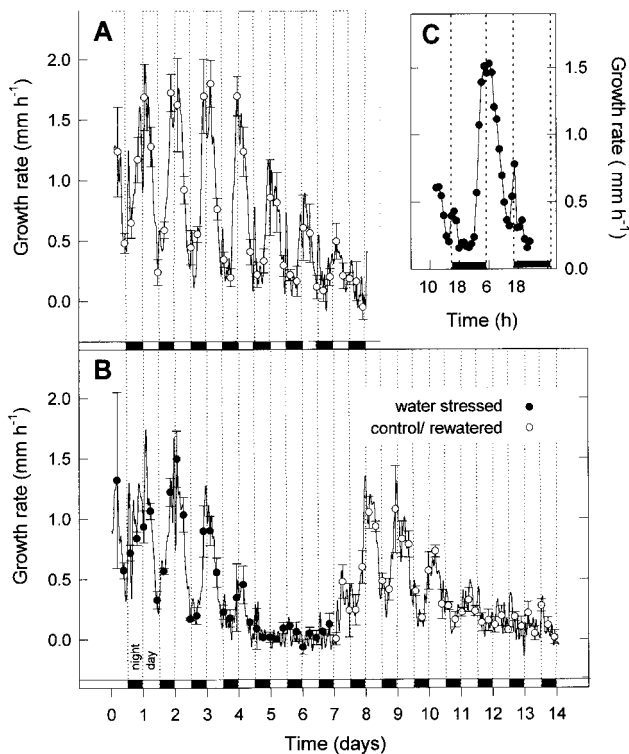 A
2.0
1.5
1.0
0.5
0.0
Growth rate (mm h⁻¹)
C
1.5
1.0
0.5
0.0
Growth rate ( mm h⁻¹)
10 18 6 18
Time (h)
B
water stressed
control/ rewatered
2.0
1.5
1.0
0.5
0.0
Growth rate (mm h⁻¹)
night
day
0 1 2 3 4 5 6 7 8 9 10 11 12 13 14
Time (days)